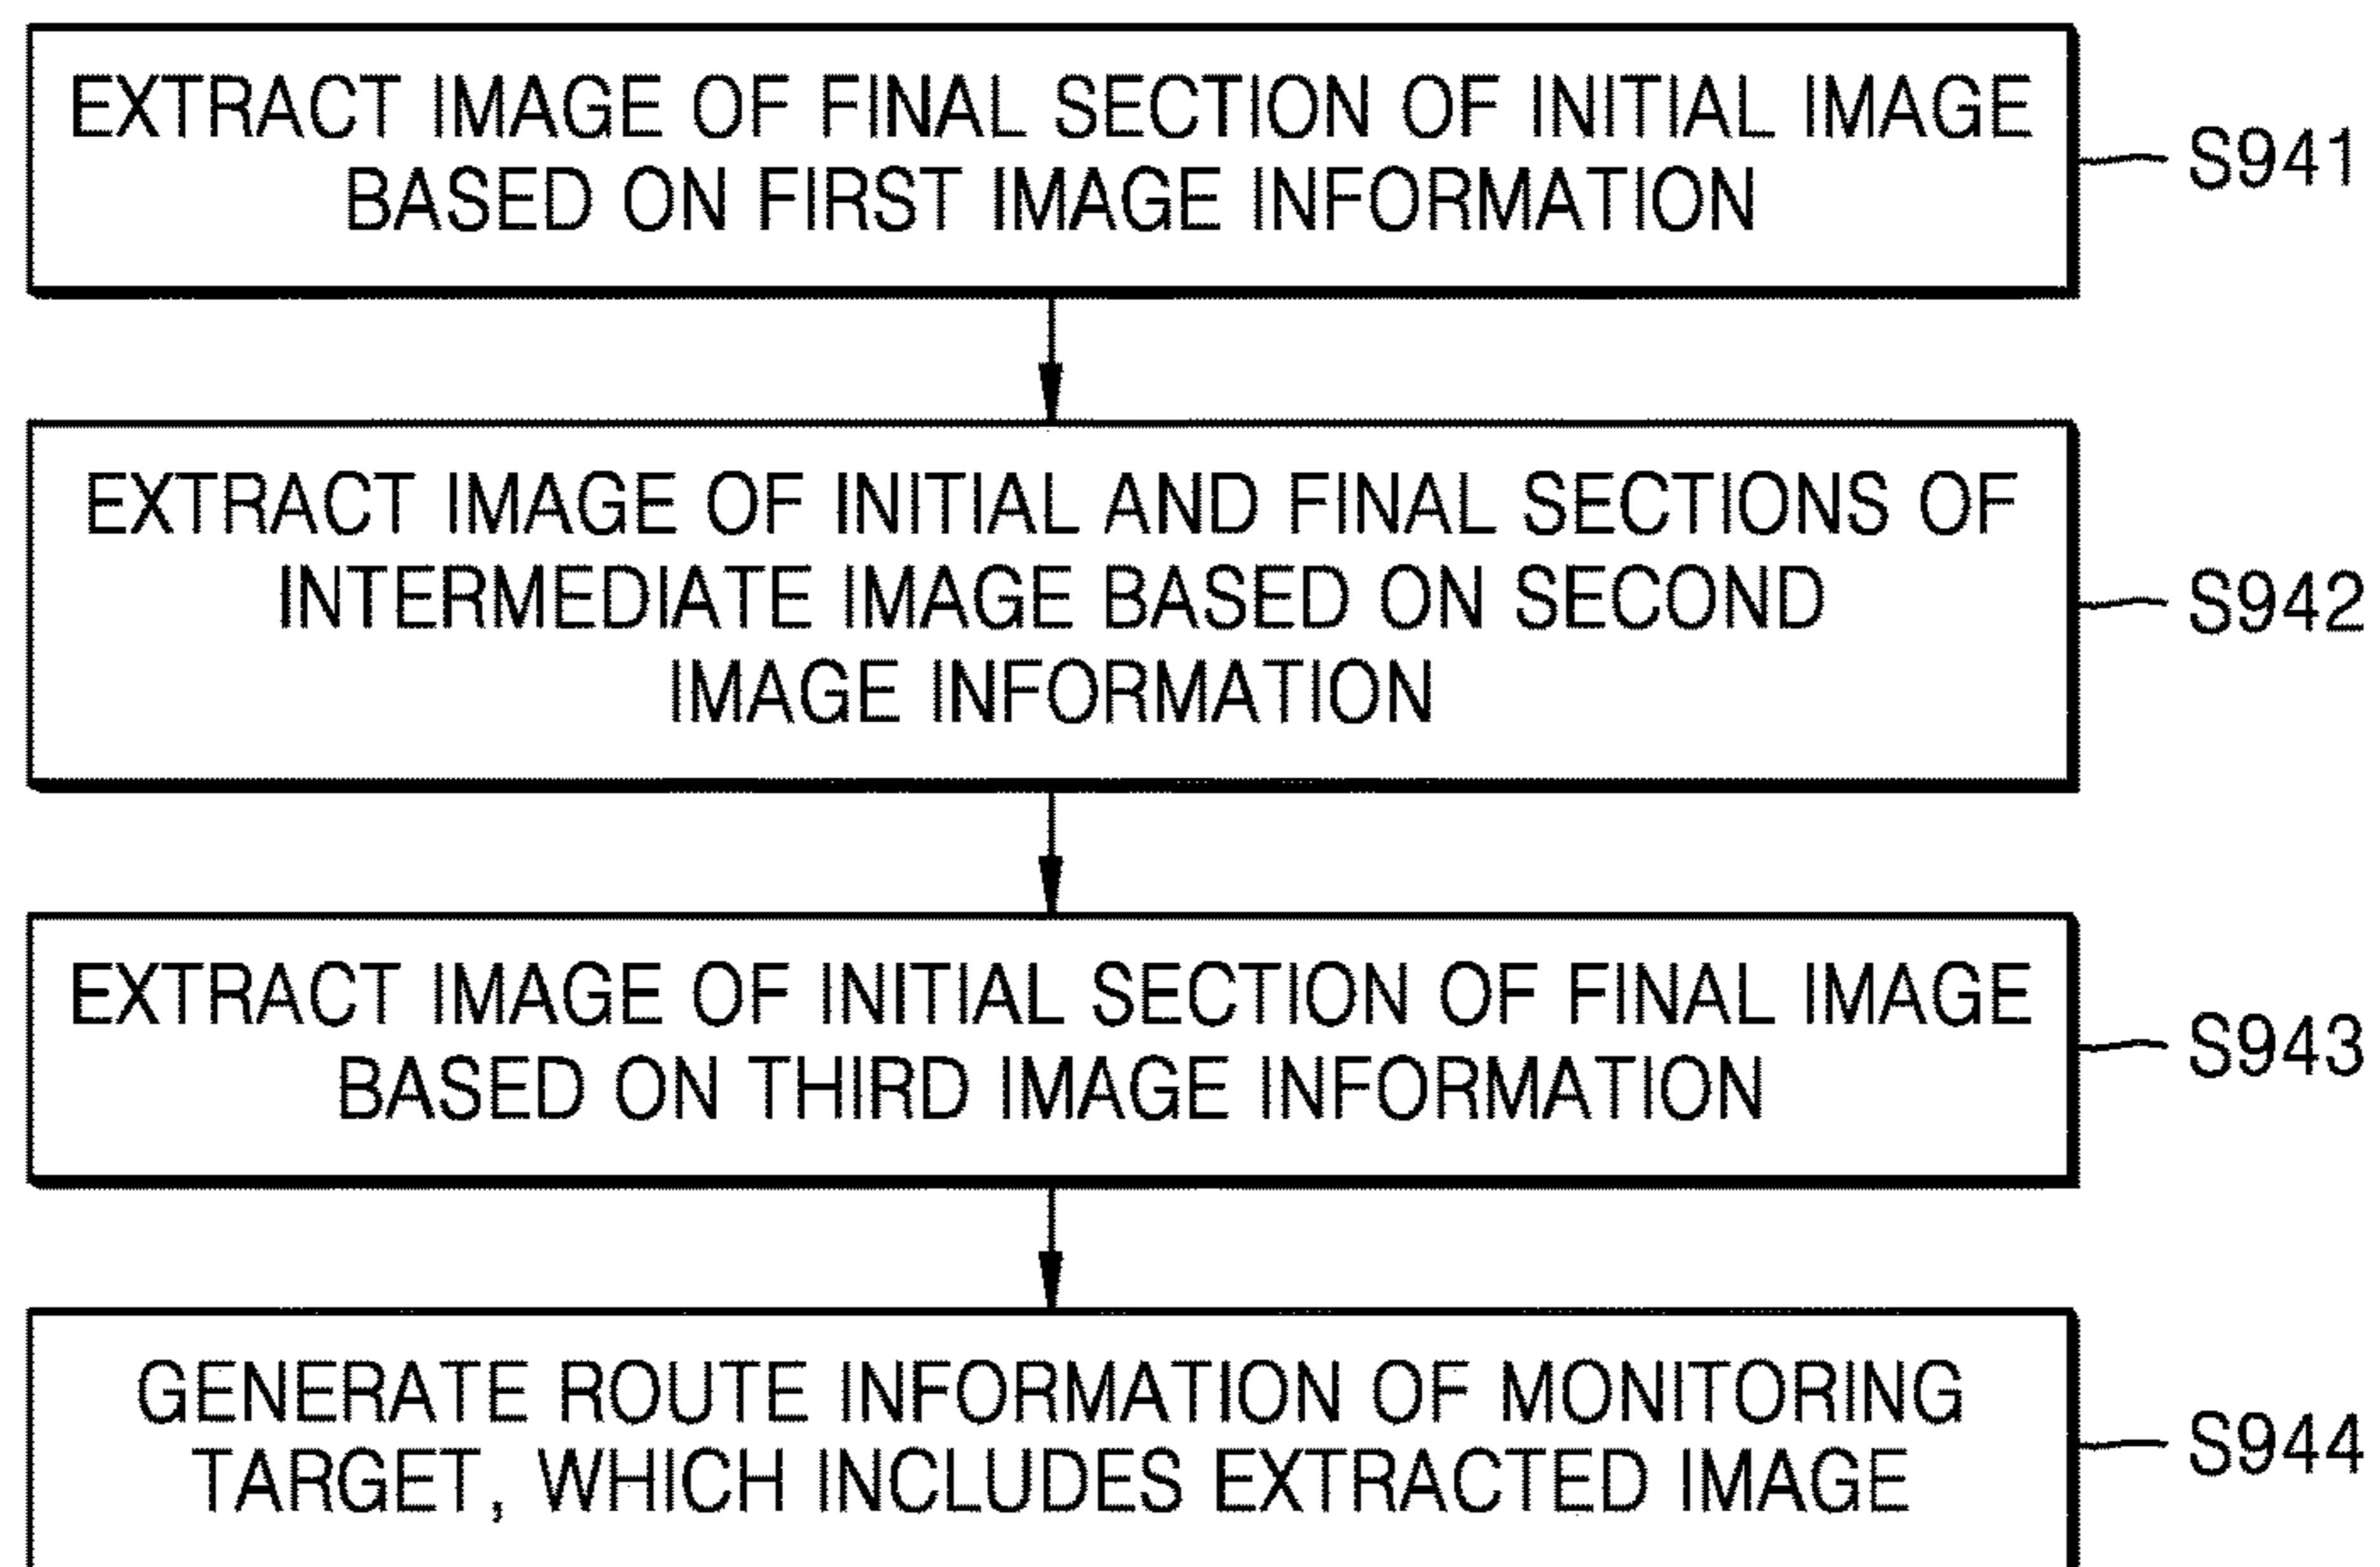 EXTRACT IMAGE OF FINAL SECTION OF INITIAL IMAGE
BASED ON FIRST IMAGE INFORMATION
S941
EXTRACT IMAGE OF INITIAL AND FINAL SECTIONS OF
INTERMEDIATE IMAGE BASED ON SECOND
IMAGE INFORMATION
S942
EXTRACT IMAGE OF INITIAL SECTION OF FINAL IMAGE
BASED ON THIRD IMAGE INFORMATION
S943
GENERATE ROUTE INFORMATION OF MONITORING
TARGET, WHICH INCLUDES EXTRACTED IMAGE
S944